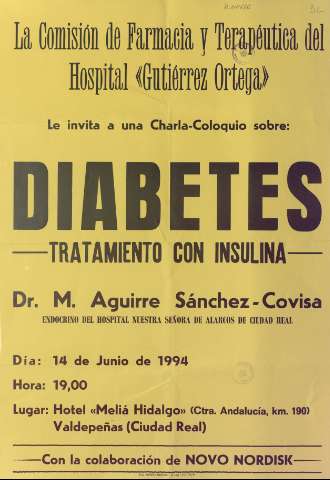 La Comisión de Farmacia y Terapéutica del
Hospital «Gutiérrez Ortega»
Le invita a una Charla-Coloquio sobre:
DIABETES
TRATAMIENTO CON INSULINA
Dr. M. Aguirre Sánchez-Covisa
ENDOCRINO DEL HOSPITAL NUESTRA SEÑORA DE ALARCOS DE CIUDAD REAL
Día: 14 de Junio de 1994
Hora: 19,00
Lugar: Hotel «Meliá Hidalgo» (Ctra. Andalucía, km. 190)
Valdepeñas (Ciudad Real)
Con la colaboración de NOVO NORDISK